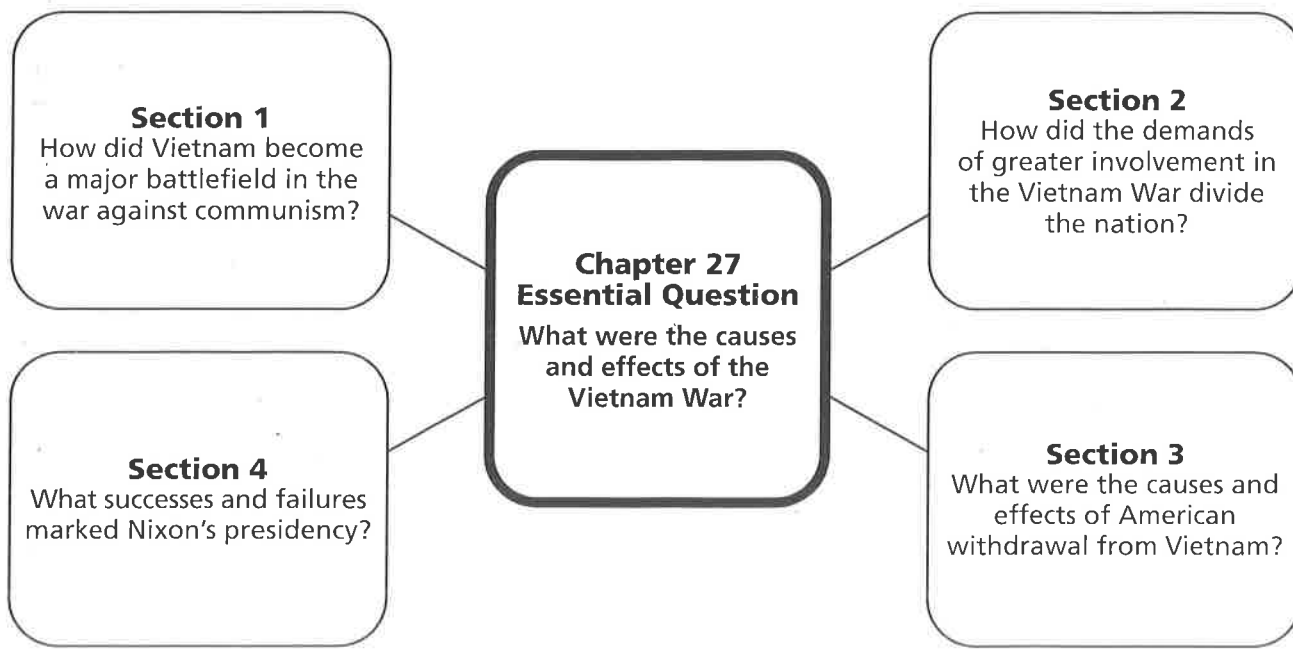 Section 1
How did Vietnam become
a major battlefield in the
war against communism?
Section 2
How did the demands
of greater involvement in
the Vietnam War divide
the nation?
Chapter 27
Essential Question
What were the causes
and effects of the
Vietnam War?
Section 4
What successes and failures
marked Nixon's presidency?
Section 3
What were the causes and
effects of American
withdrawal from Vietnam?